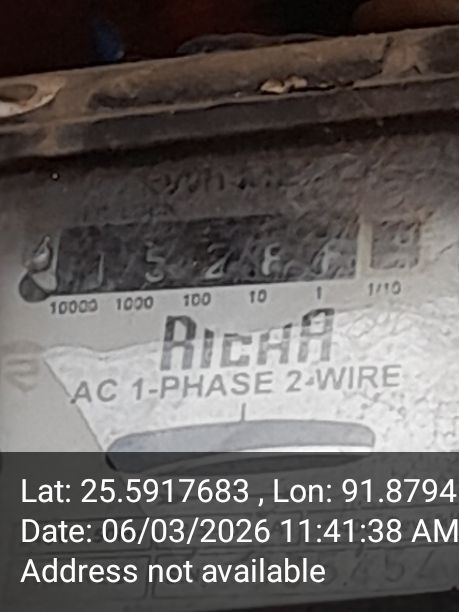 10000 1000 100 10 1 1/10
RICHA
AC 1-PHASE 2-WIRE
Lat: 25.5917683 , Lon: 91.8794
Date: 06/03/2026 11:41:38 AM
Address not available